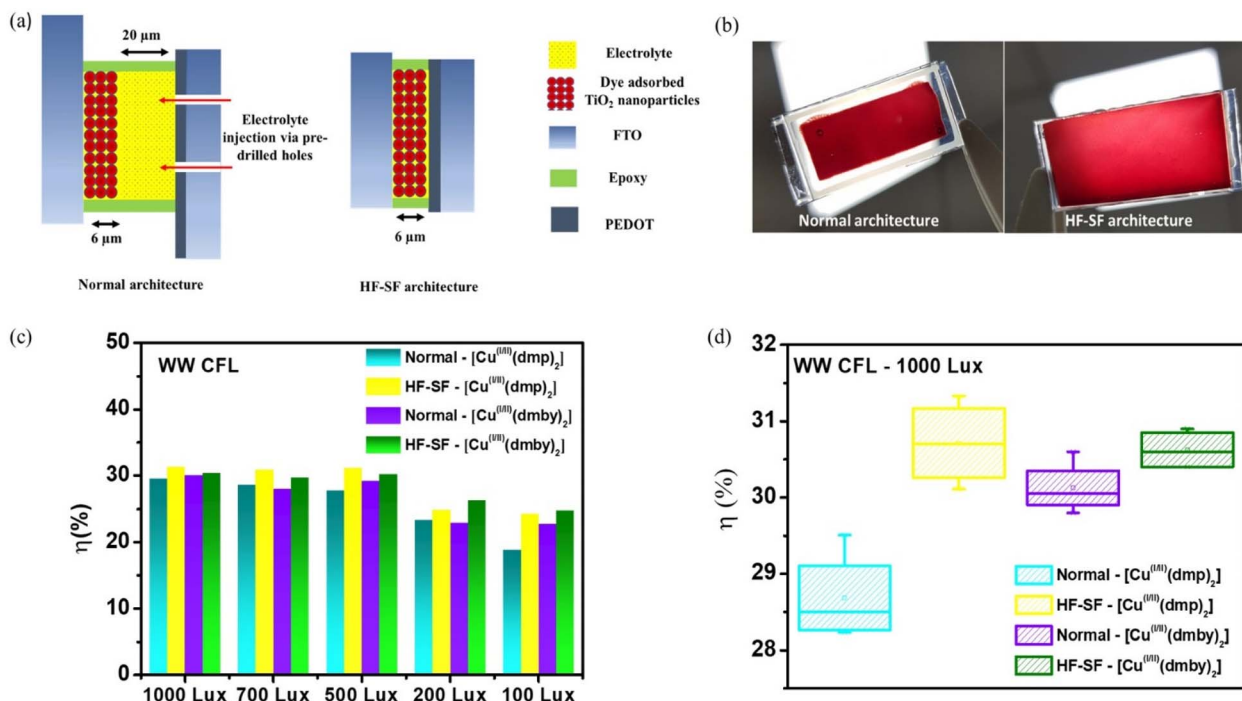 (a)
20 μm
Electrolyte
injection via pre-
drilled holes
6 μm
Normal architecture
6 μm
HF-SF architecture
Electrolyte
Dye adsorbed
TiO₂ nanoparticles
FTO
Epoxy
PEDOT
(b)
Normal architecture
HF-SF architecture
(c)
WW CFL
Normal - [Cu⁽ᴵ/ᴵᴵ⁾(dmp)₂]
HF-SF - [Cu⁽ᴵ/ᴵᴵ⁾(dmp)₂]
Normal - [Cu⁽ᴵ/ᴵᴵ⁾(dmby)₂]
HF-SF - [Cu⁽ᴵ/ᴵᴵ⁾(dmby)₂]
η(%)
50
40
30
20
10
0
1000 Lux 700 Lux 500 Lux 200 Lux 100 Lux
(d)
WW CFL - 1000 Lux
η (%)
32
31
30
29
28
Normal - [Cu⁽ᴵ/ᴵᴵ⁾(dmp)₂]
HF-SF - [Cu⁽ᴵ/ᴵᴵ⁾(dmp)₂]
Normal - [Cu⁽ᴵ/ᴵᴵ⁾(dmby)₂]
HF-SF - [Cu⁽ᴵ/ᴵᴵ⁾(dmby)₂]